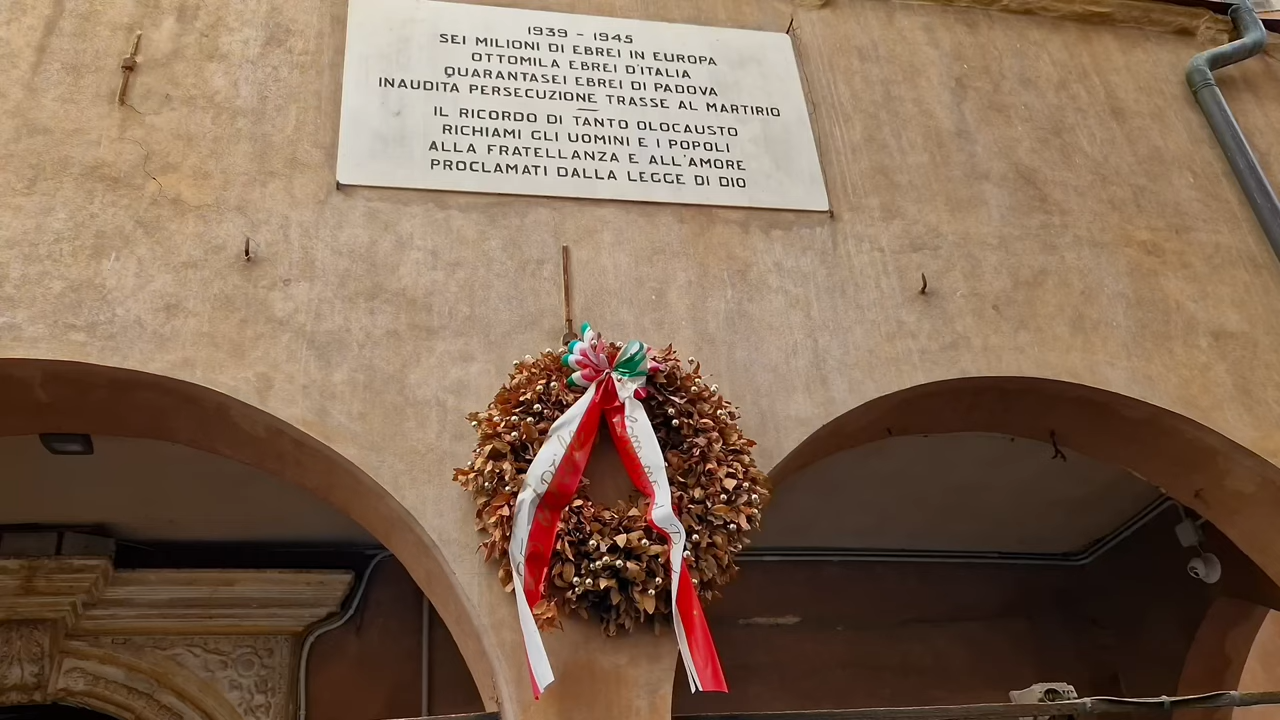 1939 - 1945
SEI MILIONI DI EBREI IN EUROPA
OTTOMILA EBREI D'ITALIA
QUARANTASEI EBREI DI PADOVA
INAUDITA PERSECUZIONE TRASSE AL MARTIRIO
IL RICORDO DI TANTO OLOCAUSTO
RICHIAMI GLI UOMINI E I POPOLI
ALLA FRATELLANZA E ALL'AMORE
PROCLAMATI DALLA LEGGE DI DIO